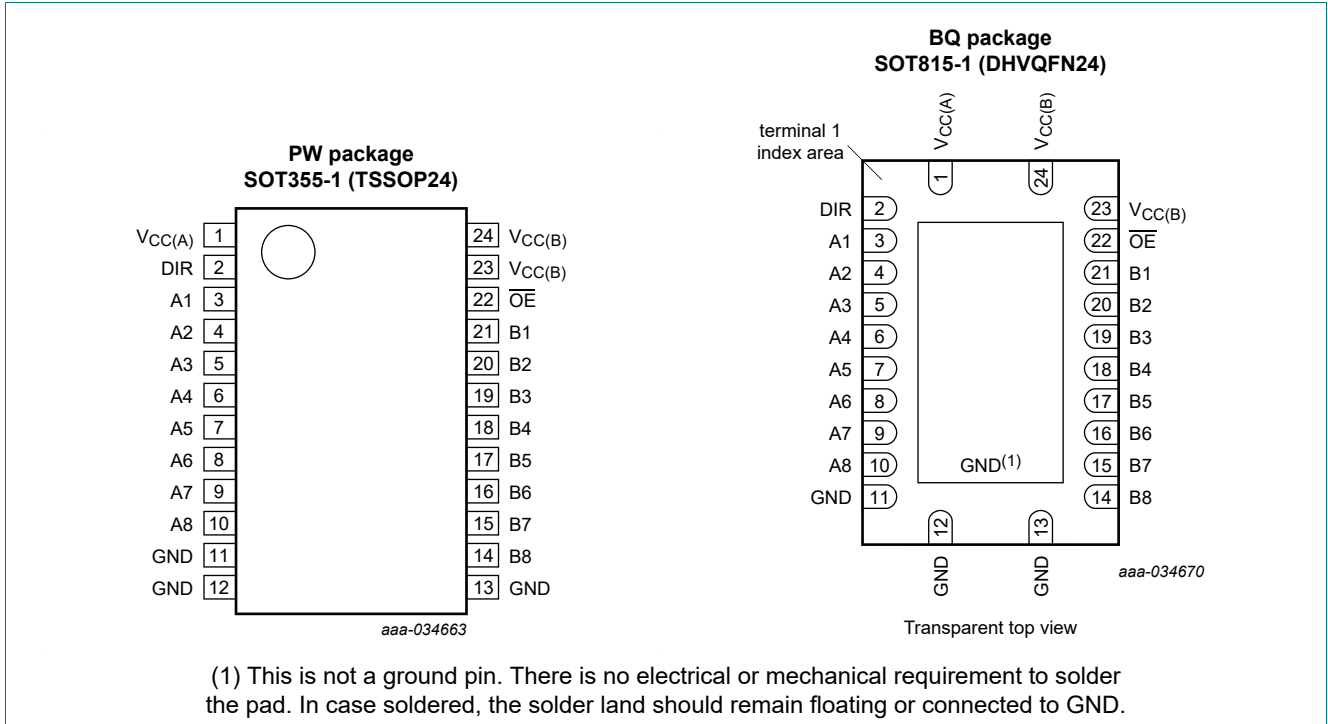 PW package
SOT355-1 (TSSOP24)
VCC(A) 1
DIR 2
A1 3
A2 4
A3 5
A4 6
A5 7
A6 8
A7 9
A8 10
GND 11
GND 12
24 VCC(B)
23 VCC(B)
22 OE
21 B1
20 B2
19 B3
18 B4
17 B5
16 B6
15 B7
14 B8
13 GND
aaa-034663
BQ package
SOT815-1 (DHVQFN24)
terminal 1
index area
VCC(A)
1
VCC(B)
24
DIR 2
A1 3
A2 4
A3 5
A4 6
A5 7
A6 8
A7 9
A8 10
GND 11
GND(1)
23 VCC(B)
22 OE
21 B1
20 B2
19 B3
18 B4
17 B5
16 B6
15 B7
14 B8
12
GND
13
GND
aaa-034670
Transparent top view
(1) This is not a ground pin. There is no electrical or mechanical requirement to solder
the pad. In case soldered, the solder land should remain floating or connected to GND.